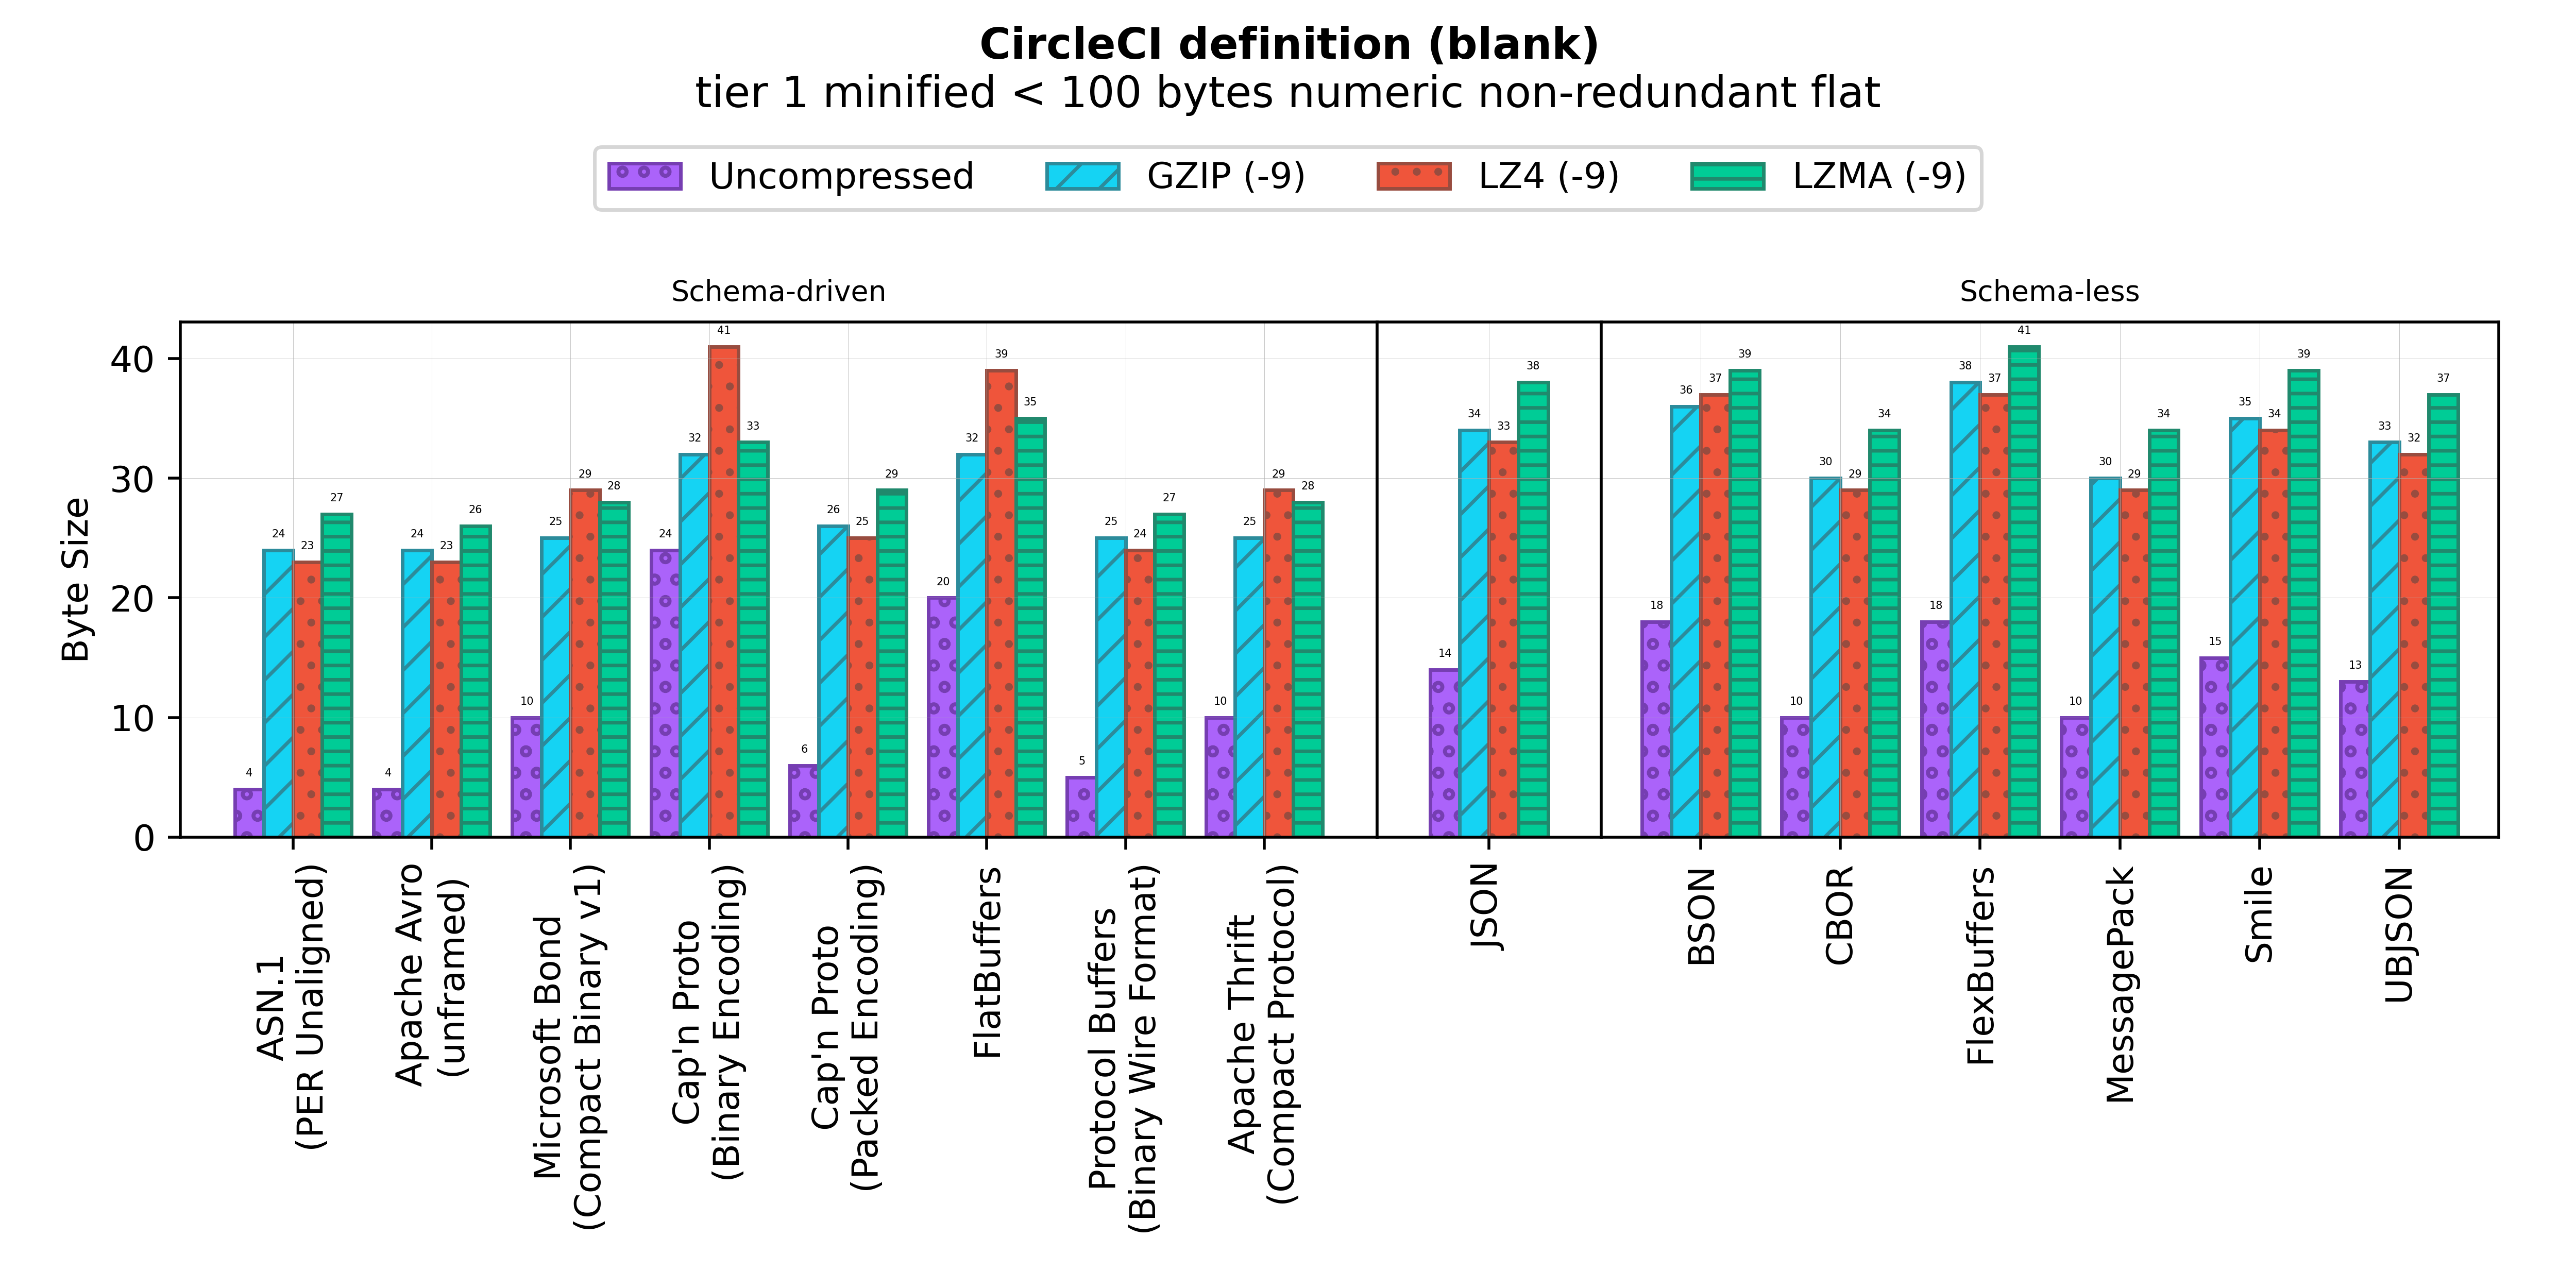 CircleCI definition (blank)
tier 1 minified < 100 bytes numeric non-redundant flat
Uncompressed
GZIP (-9)
LZ4 (-9)
LZMA (-9)
Schema-driven
Schema-less
Byte Size
40
30
20
10
0
4
24
23
27
4
24
23
26
10
25
29
28
24
32
41
33
6
26
25
29
20
32
39
35
5
25
24
27
10
25
29
28
14
34
33
38
18
36
37
39
10
30
29
34
18
38
37
41
10
30
29
34
15
35
34
39
13
33
32
37
ASN.1
(PER Unaligned)
Apache Avro
(unframed)
Microsoft Bond
(Compact Binary v1)
Cap'n Proto
(Binary Encoding)
Cap'n Proto
(Packed Encoding)
FlatBuffers
Protocol Buffers
(Binary Wire Format)
Apache Thrift
(Compact Protocol)
JSON
BSON
CBOR
FlexBuffers
MessagePack
Smile
UBJSON